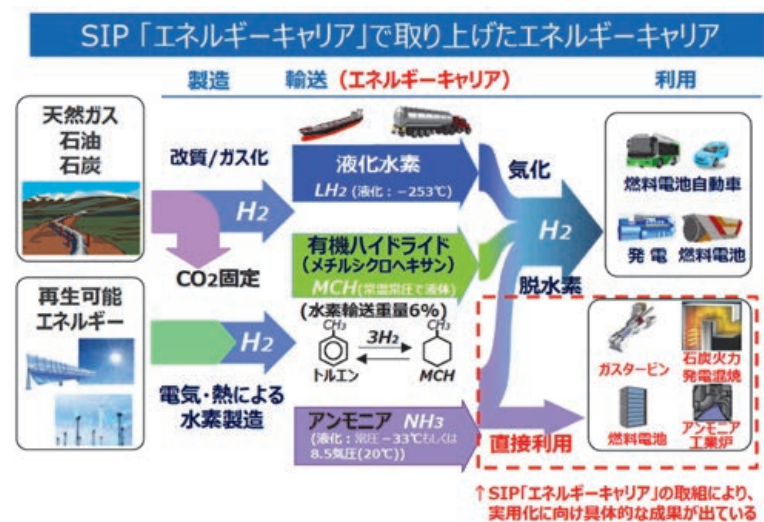 SIP「エネルギーキャリア」で取り上げたエネルギーキャリア
製造
輸送（エネルギーキャリア）
利用
天然ガス
石油
石炭
改質/ガス化
H2
CO2固定
再生可能
エネルギー
H2
電気・熱による
水素製造
液化水素
LH2（液化：－253℃）
有機ハイドライド
（メチルシクロヘキサン）
MCH（常温常圧で液体）
（水素輸送重量6%）
CH3
CH3
3H2
トルエン
MCH
アンモニア NH3
（液化：常圧－33℃もしくは
8.5気圧(20℃)）
気化
H2
脱水素
直接利用
燃料電池自動車
発電
燃料電池
ガスタービン
石炭火力
発電混焼
燃料電池
アンモニア
工業炉
↑SIP「エネルギーキャリア」の取組により、
実用化に向け具体的な成果が出ている